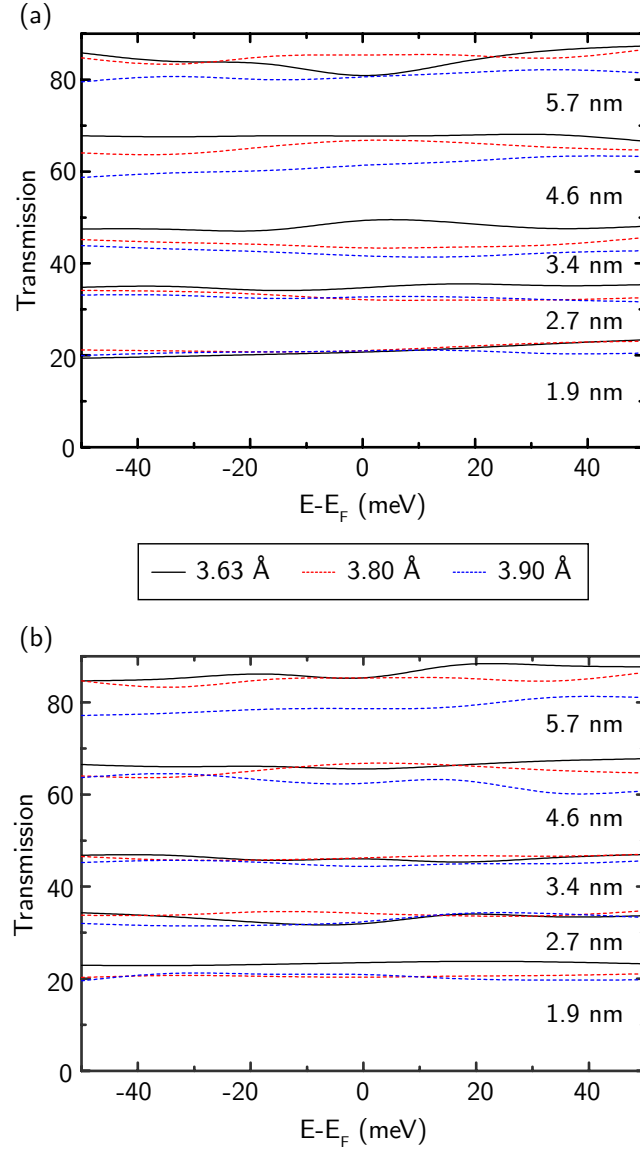 (a)
Transmission
80
60
40
20
0
5.7 nm
4.6 nm
3.4 nm
2.7 nm
1.9 nm
-40 -20 0 20 40
E-E_F (meV)
3.63 Å 3.80 Å 3.90 Å
(b)
Transmission
80
60
40
20
0
5.7 nm
4.6 nm
3.4 nm
2.7 nm
1.9 nm
-40 -20 0 20 40
E-E_F (meV)